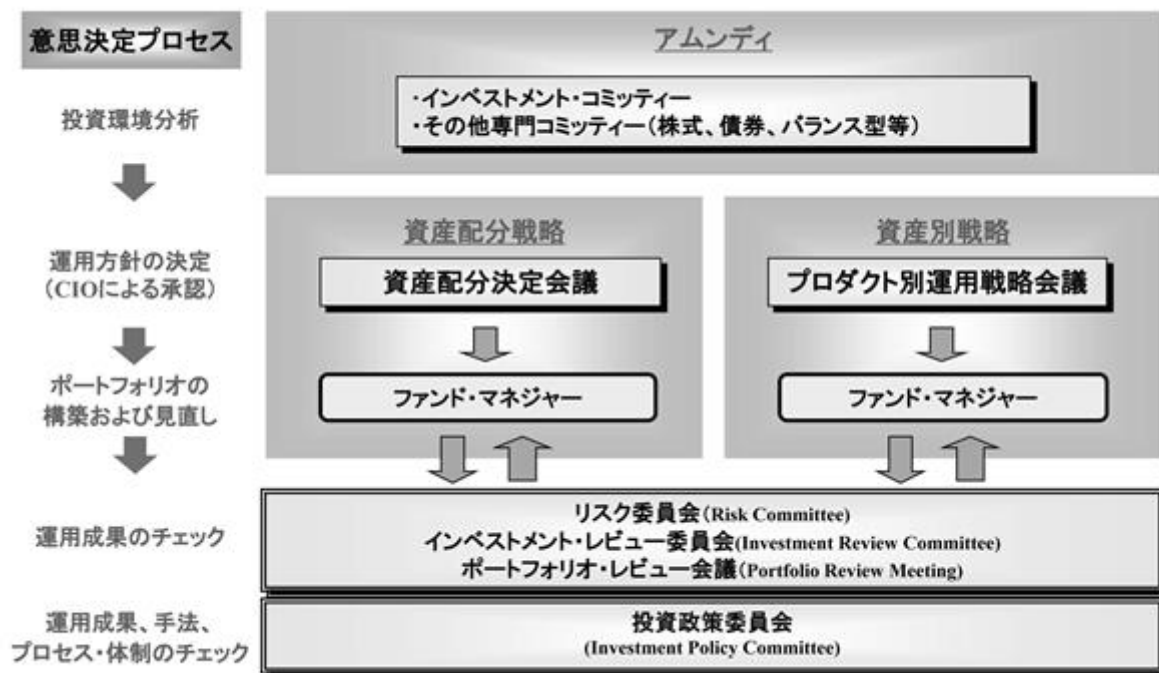 意思決定プロセス
アムンディ
・インベストメント・コミッティー
・その他専門コミッティー(株式、債券、バランス型等)
投資環境分析
資産配分戦略
資産別戦略
運用方針の決定
(CIOによる承認)
資産配分決定会議
プロダクト別運用戦略会議
ポートフォリオの
構築および見直し
ファンド・マネジャー
ファンド・マネジャー
運用成果のチェック
リスク委員会(Risk Committee)
インベストメント・レビュー委員会(Investment Review Committee)
ポートフォリオ・レビュー会議(Portfolio Review Meeting)
運用成果、手法、
プロセス・体制のチェック
投資政策委員会
(Investment Policy Committee)